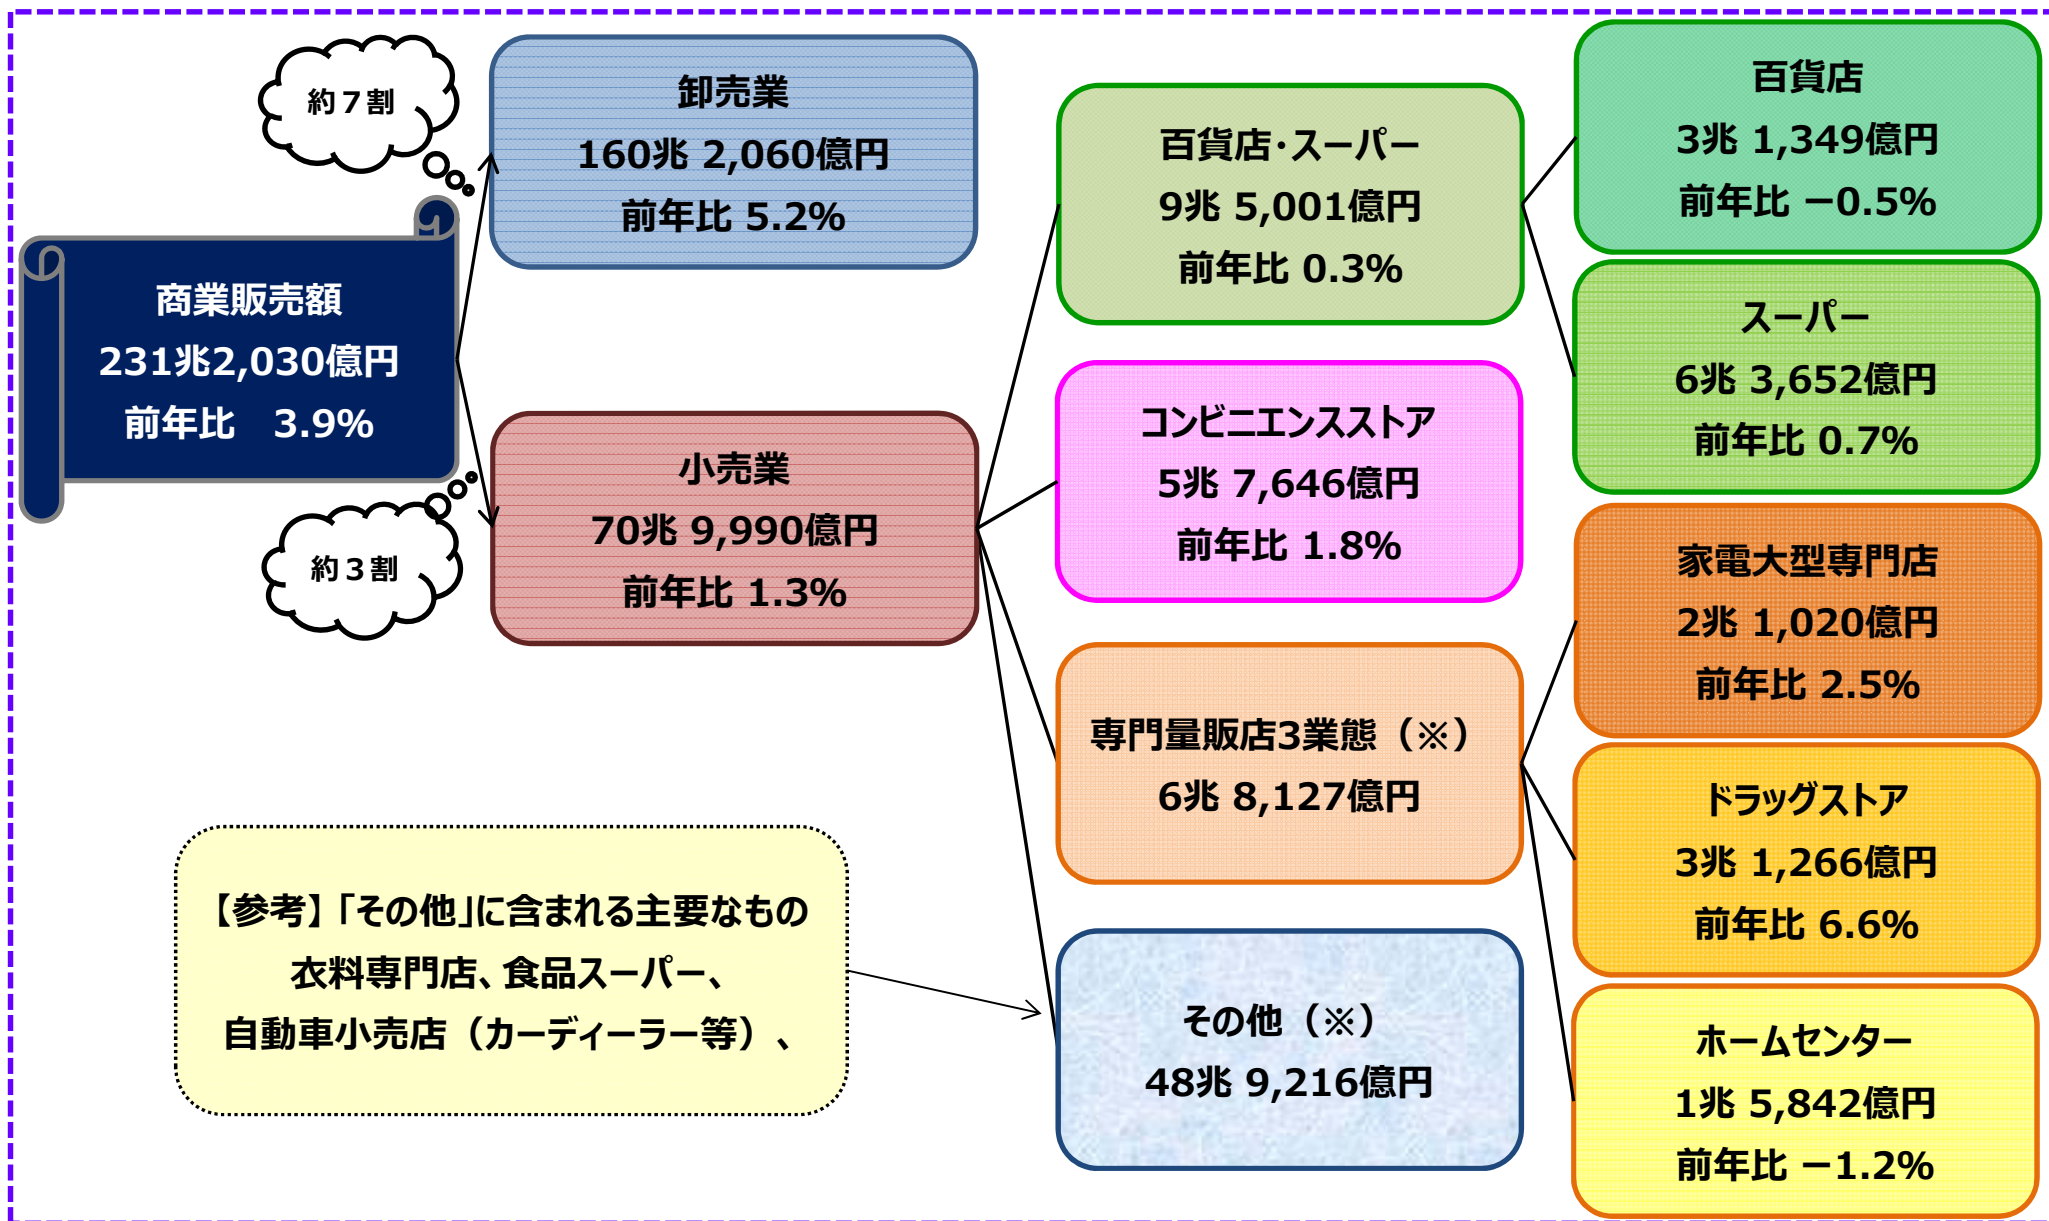 約７割
商業販売額
231兆2,030億円
前年比　3.9%
約３割
卸売業
160兆 2,060億円
前年比 5.2%
小売業
70兆 9,990億円
前年比 1.3%
百貨店・スーパー
9兆 5,001億円
前年比 0.3%
コンビニエンスストア
5兆 7,646億円
前年比 1.8%
専門量販店3業態（※）
6兆 8,127億円
その他（※）
48兆 9,216億円
百貨店
3兆 1,349億円
前年比 －0.5%
スーパー
6兆 3,652億円
前年比 0.7%
家電大型専門店
2兆 1,020億円
前年比 2.5%
ドラッグストア
3兆 1,266億円
前年比 6.6%
ホームセンター
1兆 5,842億円
前年比 －1.2%
【参考】「その他」に含まれる主要なもの
衣料専門店、食品スーパー、
自動車小売店（カーディーラー等）、